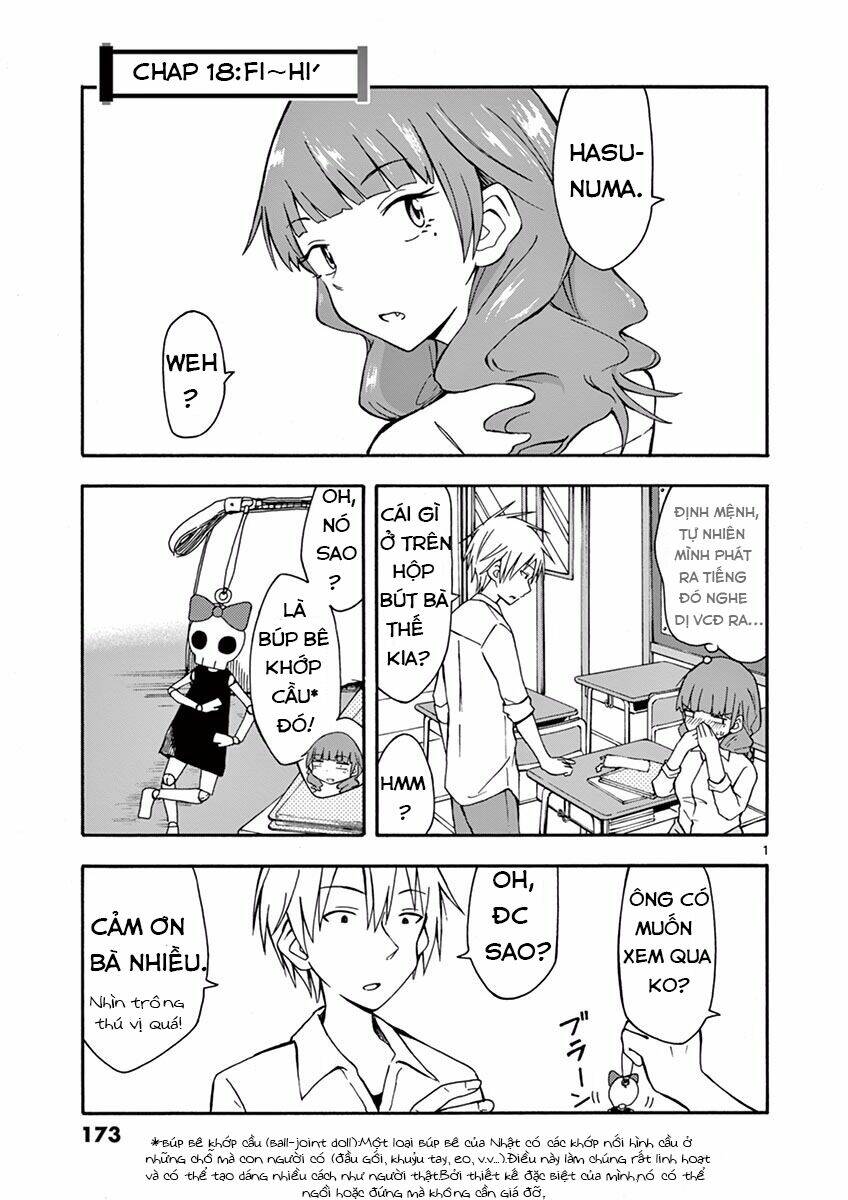 CHAP 18:FI~HI'
HASU-
NUMA.
WEH
?
ĐỊNH MỆNH,
TỰ NHIÊN
MÌNH PHÁT
RA TIẾNG
ĐÓ NGHE
DỊ VCĐ RA...
CÁI GÌ
Ở TRÊN
HỘP
BÚT BÀ
THẾ
KIA?
HMM
?
OH,
NÓ
SAO
?
LÀ
BÚP BÊ
KHỚP
CẦU*
ĐÓ!
1
ÔNG CÓ
MUỐN
XEM QUA
KO?
OH,
ĐC
SAO?
ブラーン
CẢM ƠN
BÀ NHIỀU.
Nhìn trông
thú vị quá!
173
*Búp bê khớp cầu (Ball-joint doll):Một loại búp bê của Nhật có các khớp nối hình cầu ở
những chỗ mà con người có (đầu gối, khuỷu tay, eo, v.v...).Điều này làm chúng rất linh hoạt
và có thể tạo dáng nhiều cách như người thật.Bởi thiết kế đặc biệt của mình,nó có thể
ngồi hoặc đứng mà không cần giá đỡ,